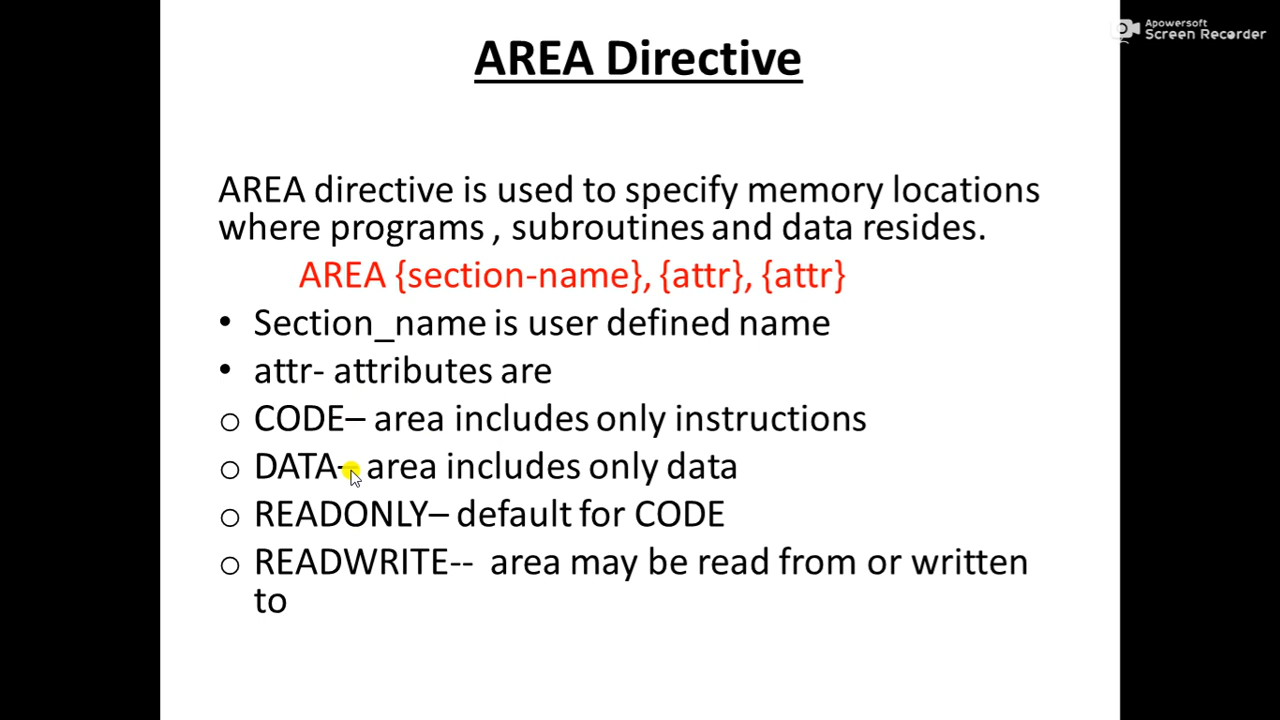 Apowersoft
Screen Recorder
AREA Directive
AREA directive is used to specify memory locations
where programs , subroutines and data resides.
AREA {section-name}, {attr}, {attr}
• Section_name is user defined name
• attr- attributes are
o CODE– area includes only instructions
o DATA– area includes only data
o READONLY– default for CODE
o READWRITE-- area may be read from or written
to